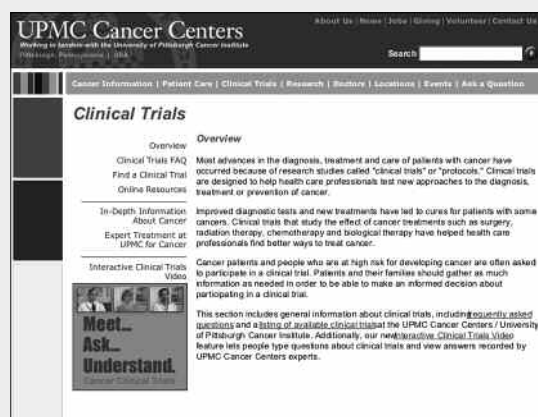 About Us | News | Jobs | Giving | Volunteer | Contact Us
UPMC Cancer Centers
Working in tandem with the University of Pittsburgh Cancer Institute
Pittsburgh, Pennsylvania | USA
Search
Cancer Information | Patient Care | Clinical Trials | Research | Doctors | Locations | Events | Ask a Question
Clinical Trials
Overview
Clinical Trials FAQ
Find a Clinical Trial
Online Resources
In-Depth Information
About Cancer
Expert Treatment at
UPMC for Cancer
Interactive Clinical Trials
Video
Meet...
Ask...
Understand.
Cancer Clinical Trials
Overview
Most advances in the diagnosis, treatment and care of patients with cancer have
occurred because of research studies called "clinical trials" or "protocols." Clinical trials
are designed to help health care professionals test new approaches to the diagnosis,
treatment or prevention of cancer.
Improved diagnostic tests and new treatments have led to cures for patients with some
cancers. Clinical trials that study the effect of cancer treatments such as surgery,
radiation therapy, chemotherapy and biological therapy have helped health care
professionals find better ways to treat cancer.
Cancer patients and people who are at high risk for developing cancer are often asked
to participate in a clinical trial. Patients and their families should gather as much
information as needed in order to be able to make an informed decision about
participating in a clinical trial.
This section includes general information about clinical trials, including frequently asked
questions and a listing of available clinical trials at the UPMC Cancer Centers / University
of Pittsburgh Cancer Institute. Additionally, our new Interactive Clinical Trials Video
feature lets people type questions about clinical trials and view answers recorded by
UPMC Cancer Centers experts.